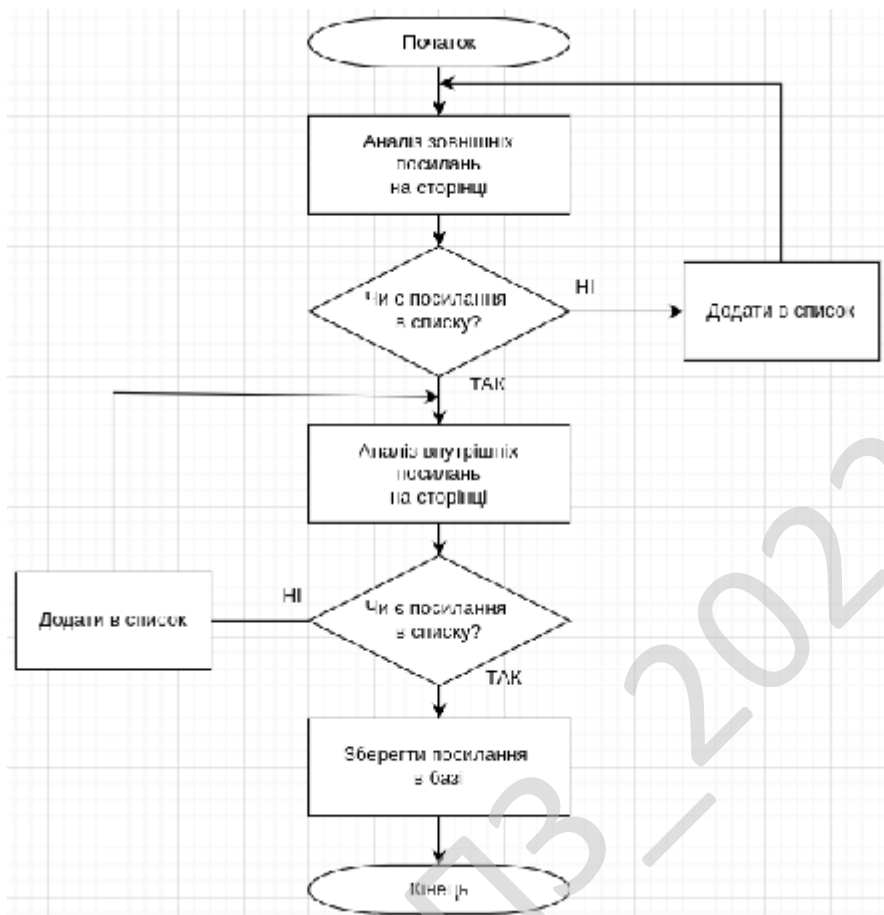 Початок
Аналіз зовнішніх
посилань
на сторінці
Чи є посилання
в списку?
НІ
Додати в список
ТАК
Аналіз внутрішніх
посилань
на сторінці
Чи є посилання
в списку?
НІ
Додати в список
ТАК
Зберегти посилання
в базі
Кінець